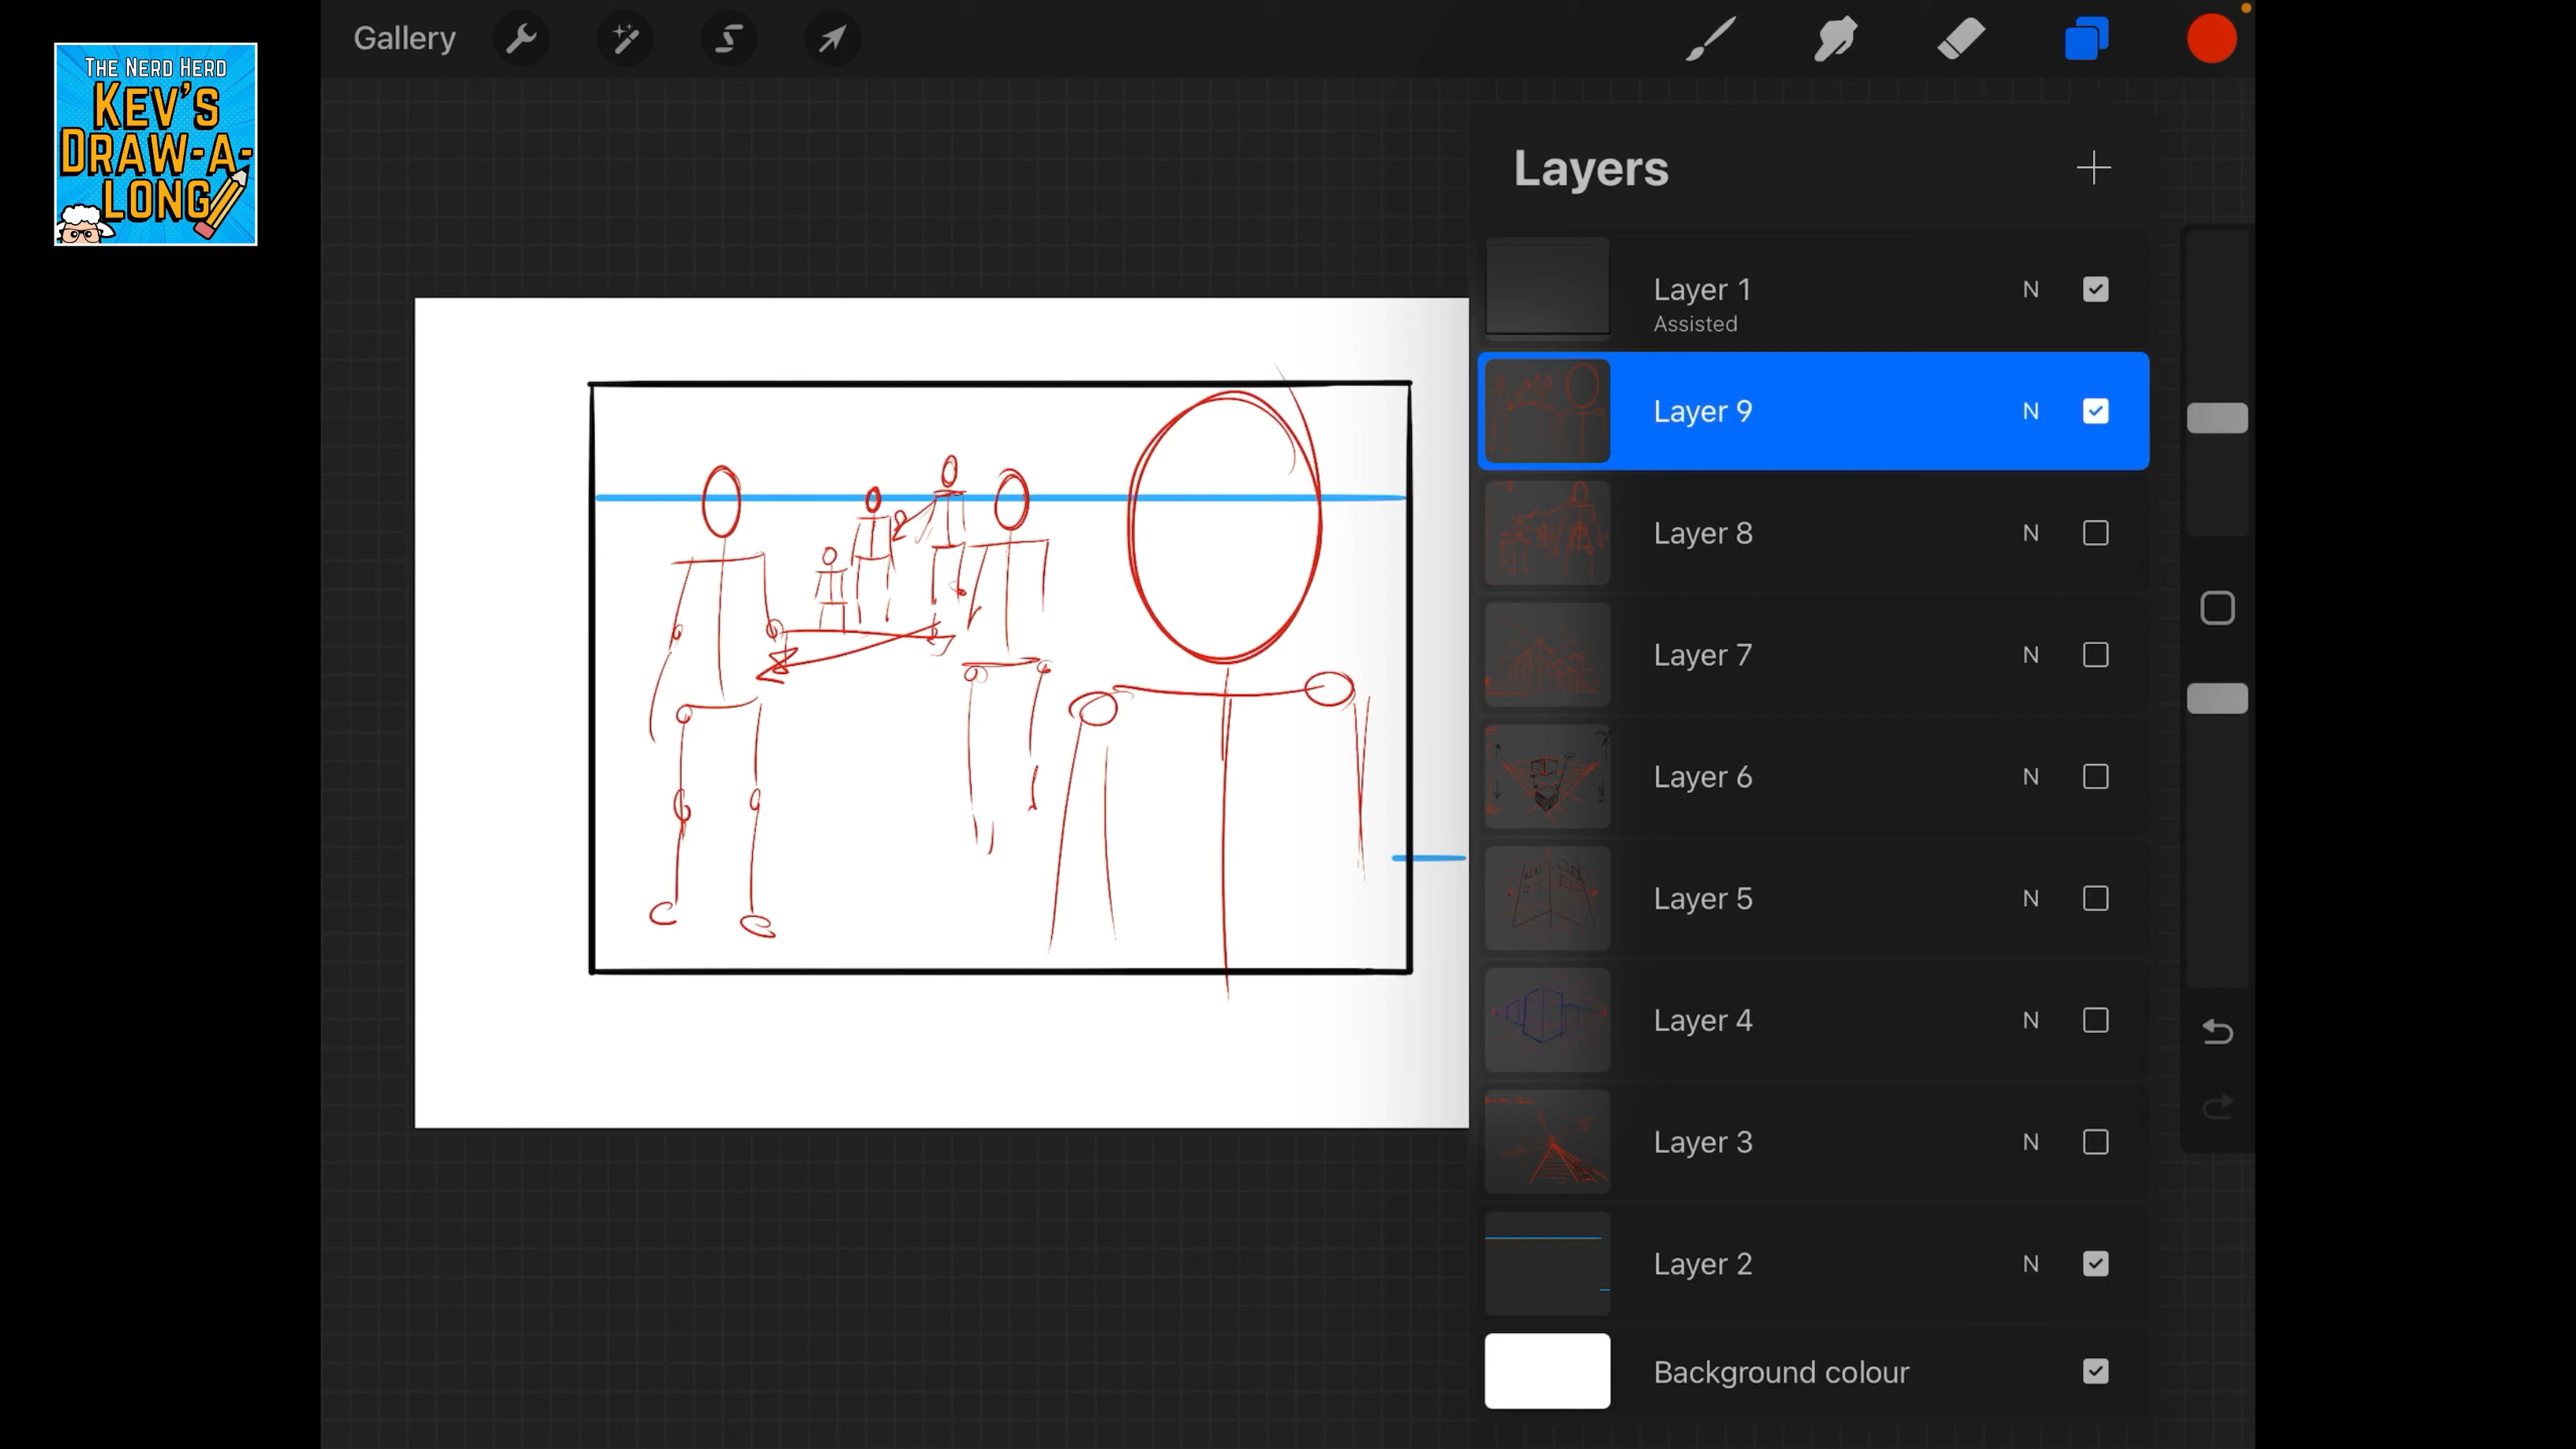 THE NERD HERD
KEV'S
DRAW-A-
LONG
Gallery
Layers
Layer 1
N
Assisted
Layer 9
N
Layer 8
N
Layer 7
N
Layer 6
N
Layer 5
N
Layer 4
N
Layer 3
N
Layer 2
N
Background colour